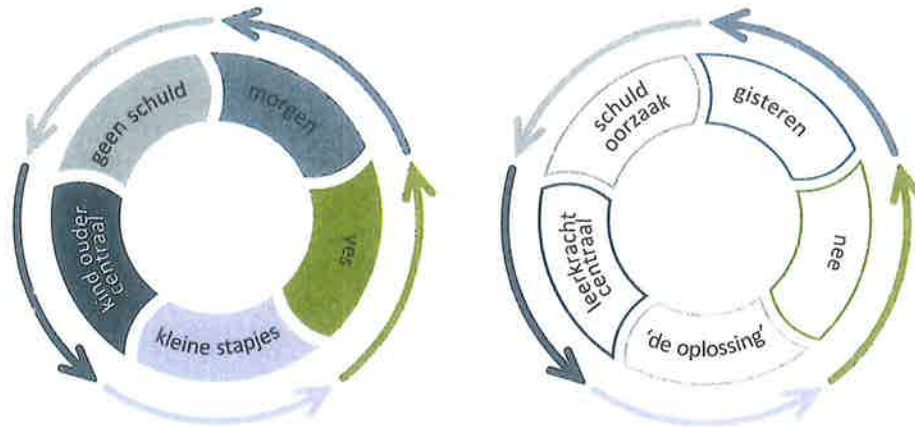 geen schuld
morgen
yes
kleine stapjes
kind ouder
centraal
schuld
oorzaak
gisteren
nee
'de oplossing'
leerkracht
centraal